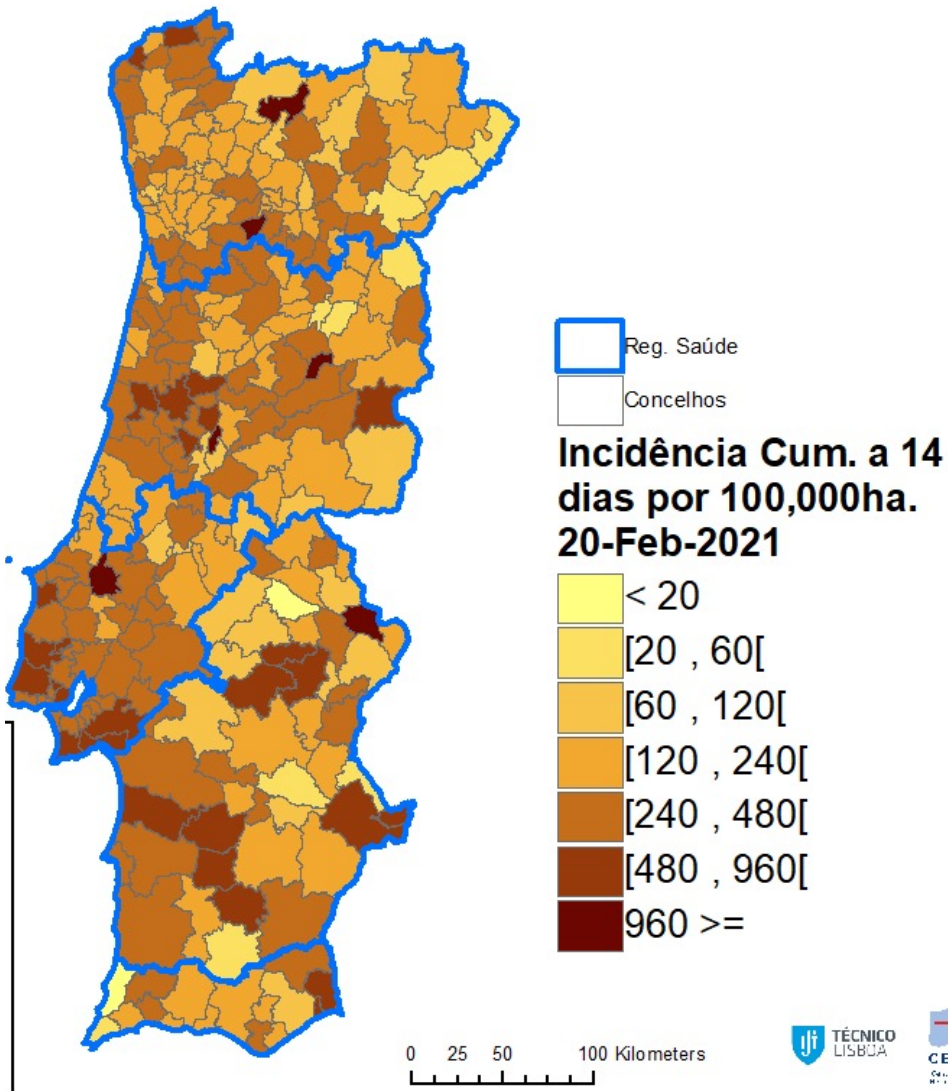 Reg. Saúde
Concelhos
Incidência Cum. a 14
dias por 100,000ha.
20-Feb-2021
< 20
[20 , 60[
[60 , 120[
[120 , 240[
[240 , 480[
[480 , 960[
960 >=
0 25 50 100 Kilometers
TÉCNICO
LISBOA
CE